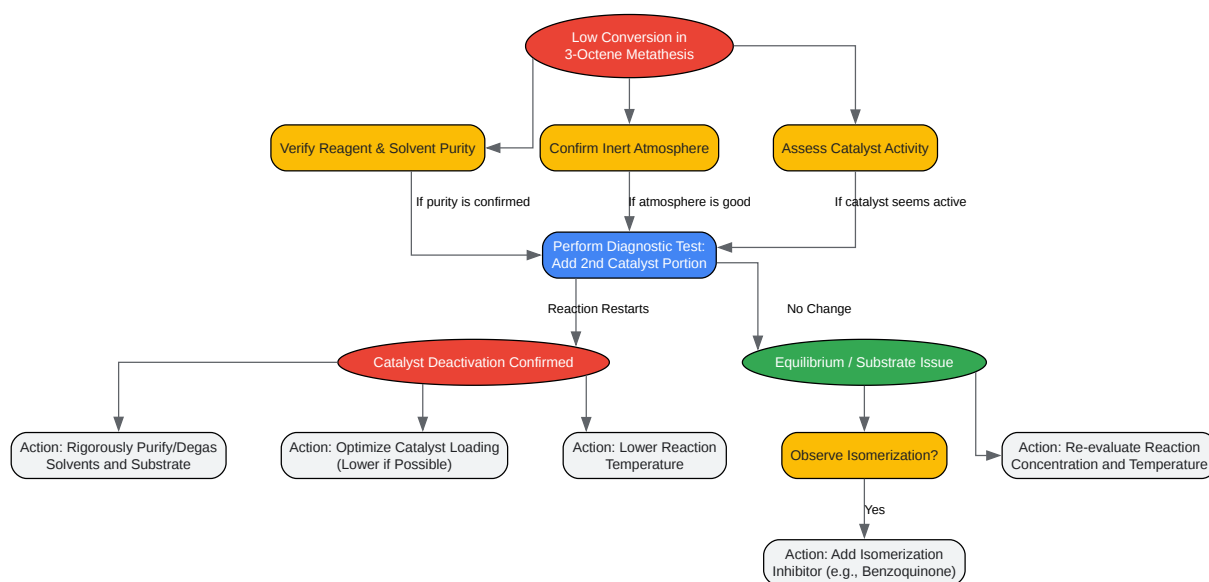 Low Conversion in
3-Octene Metathesis
Verify Reagent & Solvent Purity
Confirm Inert Atmosphere
Assess Catalyst Activity
If purity is confirmed
If atmosphere is good
If catalyst seems active
Perform Diagnostic Test:
Add 2nd Catalyst Portion
Reaction Restarts
No Change
Catalyst Deactivation Confirmed
Equilibrium / Substrate Issue
Action: Rigorously Purify/Degas
Solvents and Substrate
Action: Optimize Catalyst Loading
(Lower if Possible)
Action: Lower Reaction
Temperature
Observe Isomerization?
Action: Re-evaluate Reaction
Concentration and Temperature
Yes
Action: Add Isomerization
Inhibitor (e.g., Benzoquinone)